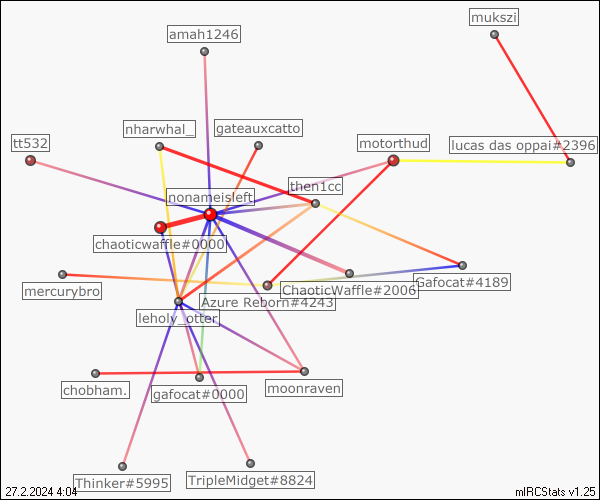 mukszi
amah1246
nharwhal_
gateauxcatto
tt532
motorthud
lucas das oppai#2396
then1cc
nonameisleft
chaoticwaffle#0000
mercurybro
ChaoticWaffle#2006
Gafocat#4189
Azure Reborn#4243
leholy_otter
chobham.
gafocat#0000
moonraven
Thinker#5995
TripleMidget#8824
27.2.2024 4:04
mIRCStats v1.25